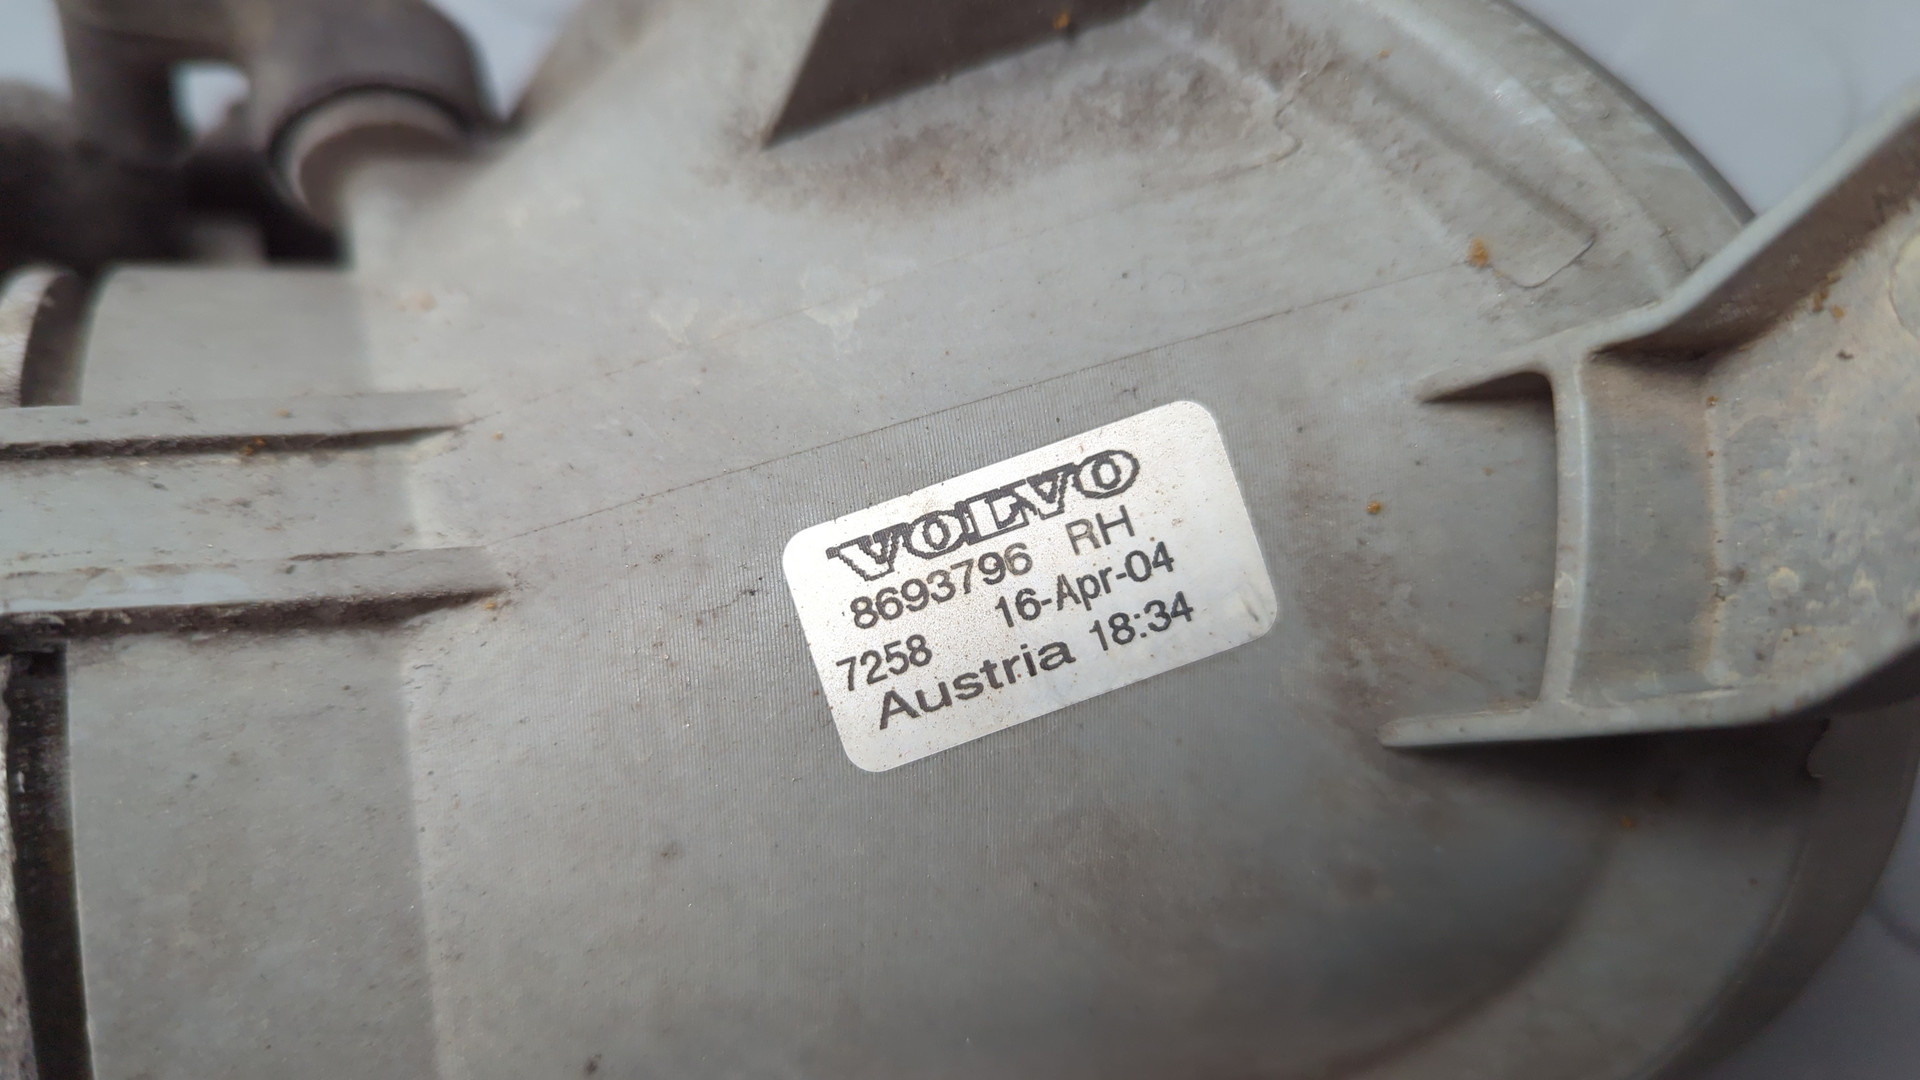 VOLVO
8693796 RH
7258 16-Apr-04
Austria 18:34